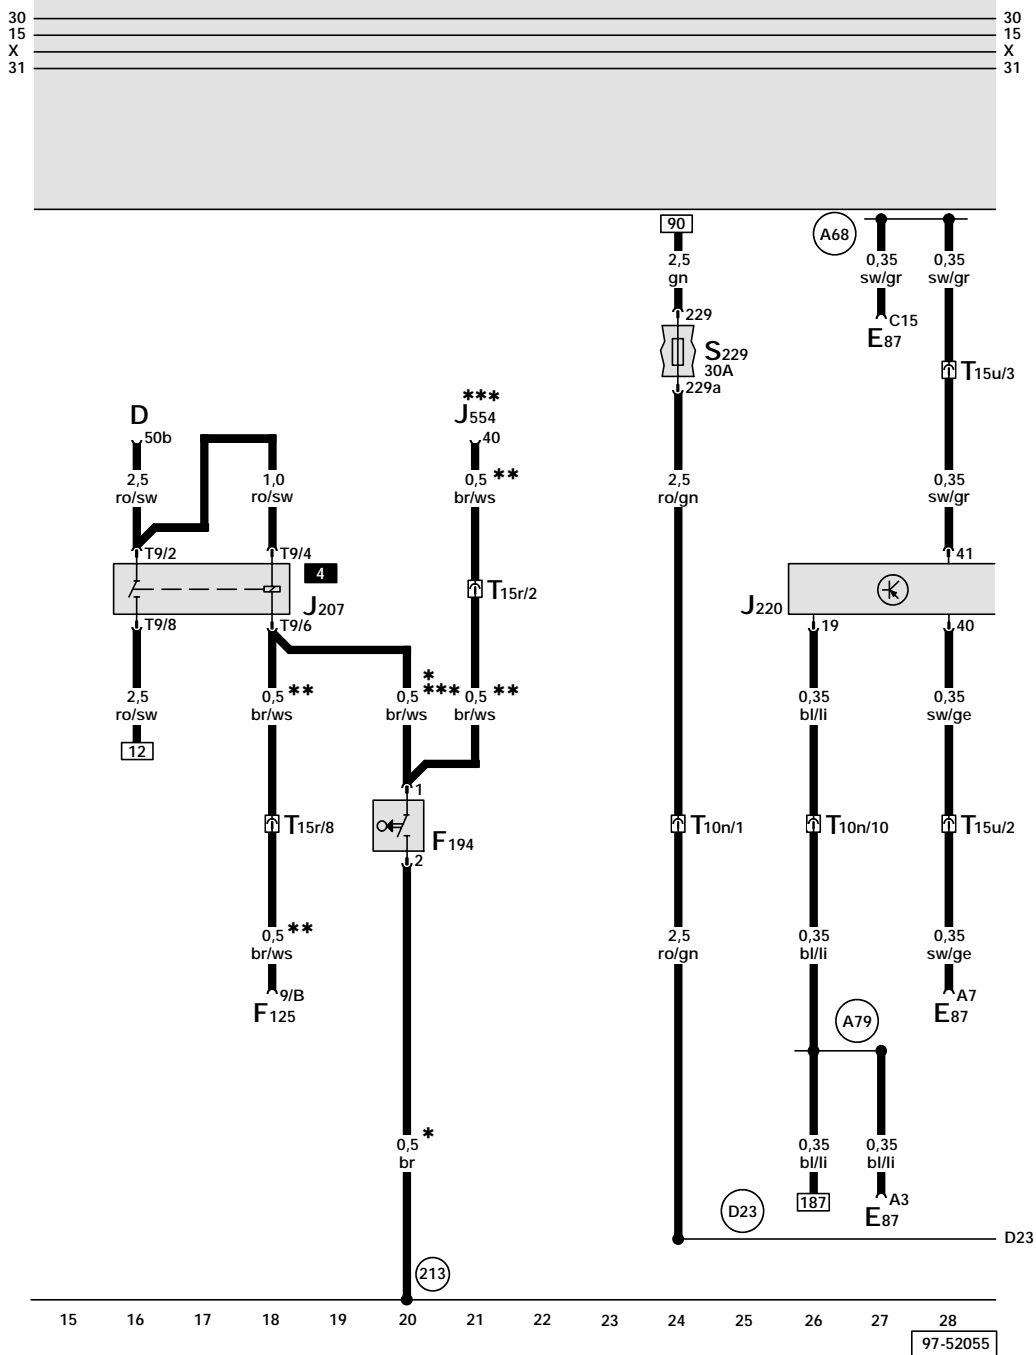 30 30
15 15
X X
31 31
90
A68
2,5 0,35 0,35
gn sw/gr sw/gr
229
C15
E87
S229
30A
229a
T15u/3
***
D J554
50b 40
2,5 1,0 0,5 ** 2,5 0,35
ro/sw ro/sw br/ws ro/gn sw/gr
T9/2 T9/4 41
4
J207 T15r/2 J220
T9/8 T9/6 19 40
*
2,5 0,5 ** 0,5 *** 0,5 ** 0,35 0,35
ro/sw br/ws br/ws br/ws bl/li sw/ge
12
1
T15r/8 F194 T10n/1 T10n/10 T15u/2
2
0,5 ** 2,5 0,35 0,35
br/ws ro/gn bl/li sw/ge
9/B A7
F125 E87
A79
0,5 * 0,35 0,35
br bl/li bl/li
187 A3
E87
D23
D23
213
15 16 17 18 19 20 21 22 23 24 25 26 27 28
97-52055